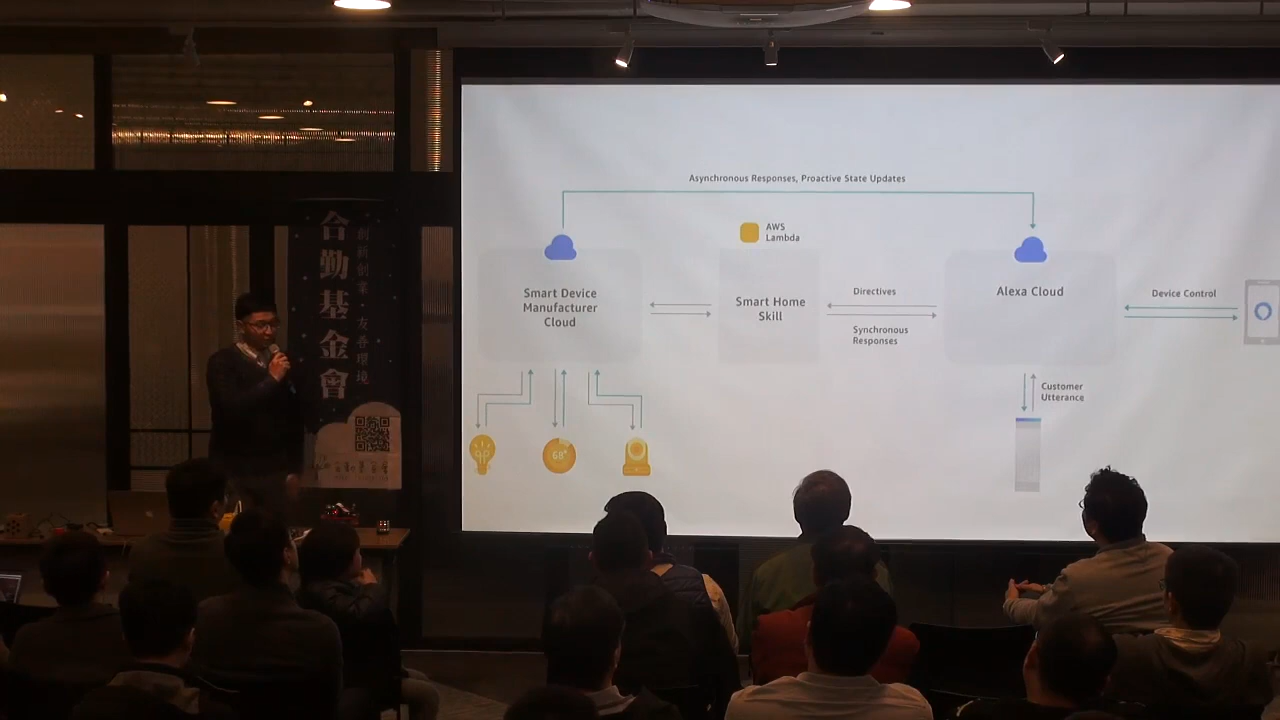 Asynchronous Responses, Proactive State Updates
AWS
Lambda
Smart Device
Manufacturer
Cloud
Smart Home
Skill
Directives
Synchronous
Responses
Alexa Cloud
Device Control
Customer
Utterance
68°
合勤基金會
創新創業・友善環境